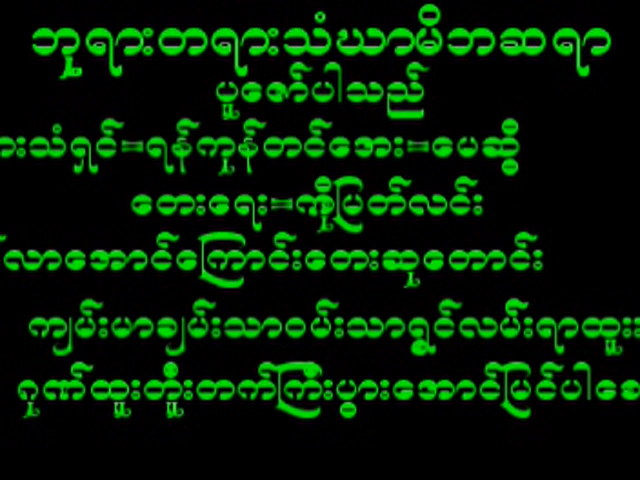 ဘုရားတရားသံဃာမိဘဆရာ
ပူဇော်ပါသည်
ားသံရှင်=ရန်ကုန်တင်အေး=ပေဆွိ
တေးရေး=ကိုမြတ်လင်း
လာအောင်ကြောင်းတေးဆုတောင်း
ကျမ်းမာချမ်းသာဝမ်းသာရွှင်လမ်းရာထူး
ဂုဏ်ထူးတိုးတက်ကြီးပွားအောင်မြင်ပါစေ